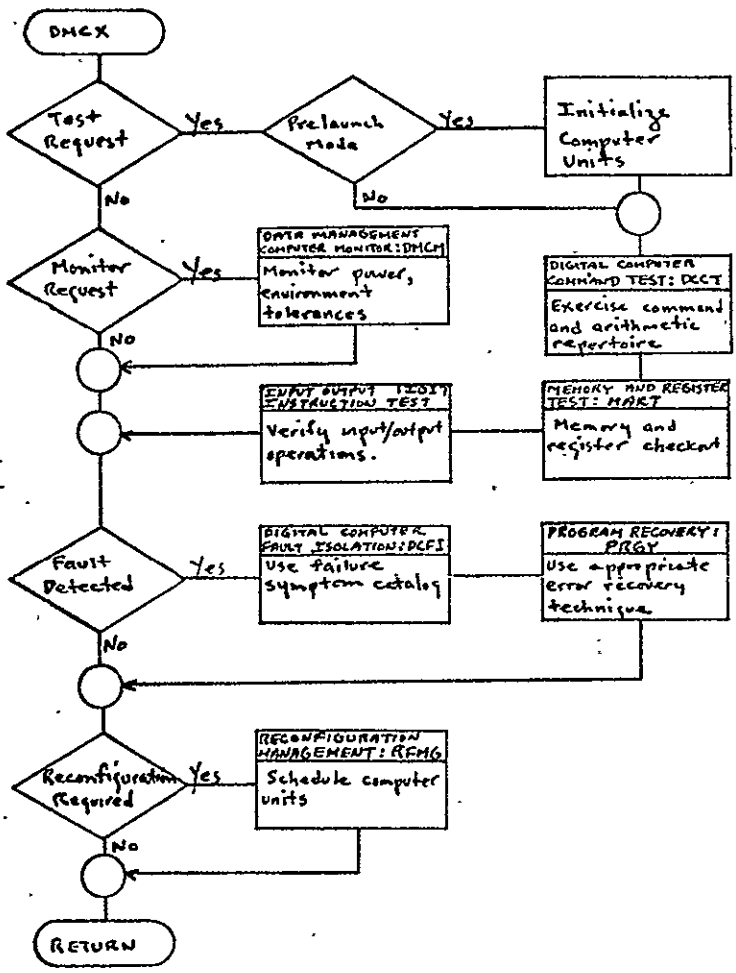 DMCX
Test
Request
Yes
Prelaunch
Mode
Yes
Initialize
Computer
Units
No
No
Monitor
Request
Yes
DATA MANAGEMENT
COMPUTER MONITOR: DMCM
Monitor power,
environment
tolerances
DIGITAL COMPUTER
COMMAND TEST: DCCT
Exercise command
and arithmetic
repertoire
No
INPUT OUTPUT
INSTRUCTION TEST
Verify input/output
operations.
MEMORY AND REGISTER
TEST: MART
Memory and
register checkout
Fault
Detected
Yes
DIGITAL COMPUTER
FAULT ISOLATION: DCFI
Use failure
symptom catalog
PROGRAM RECOVERY:
PRGY
Use appropriate
error recovery
technique
No
Reconfiguration
Required
Yes
RECONFIGURATION
MANAGEMENT: RFMG
Schedule computer
units
No
RETURN